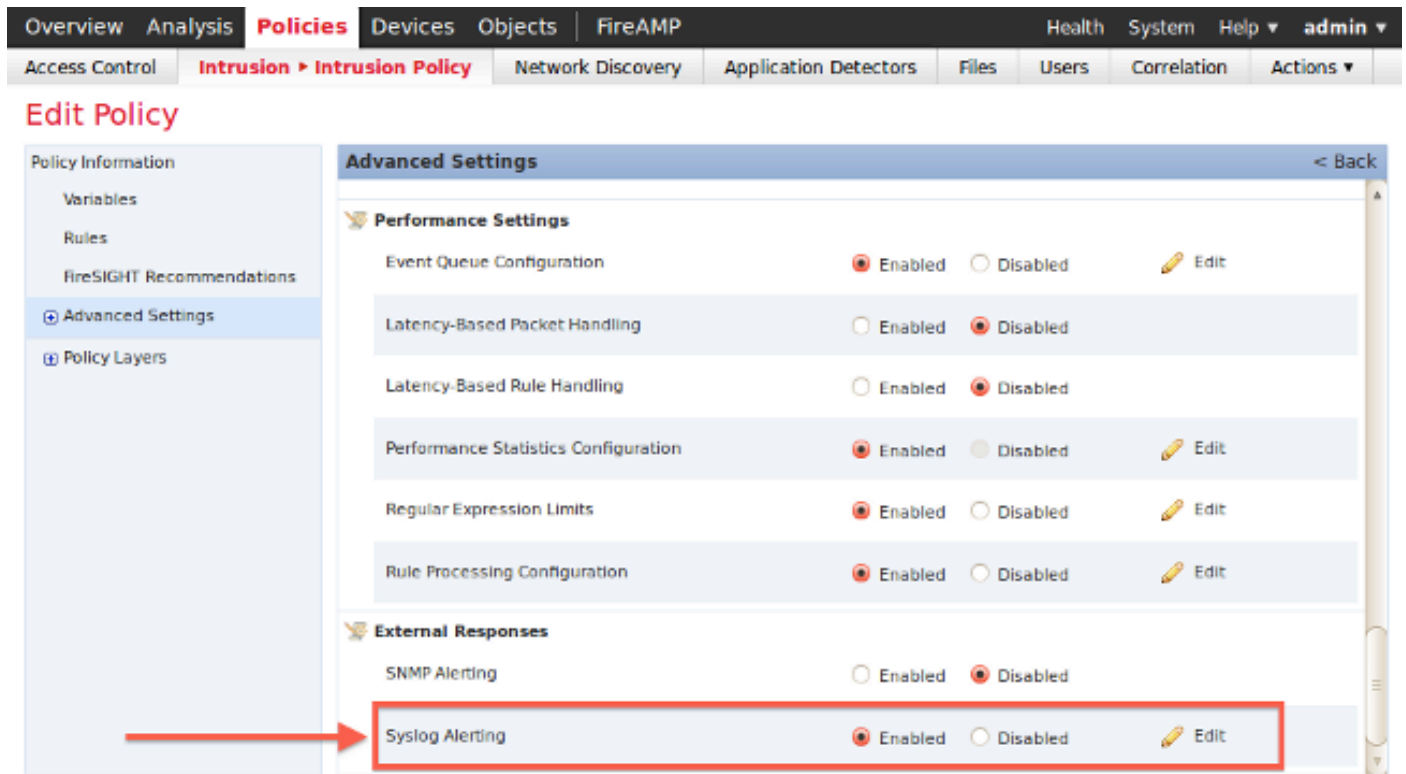 Overview Analysis Policies Devices Objects FireAMP Health System Help ▾ admin ▾
Access Control Intrusion ▸ Intrusion Policy Network Discovery Application Detectors Files Users Correlation Actions ▾
Edit Policy
Policy Information
Variables
Rules
FireSIGHT Recommendations
Advanced Settings
Policy Layers
Advanced Settings < Back
Performance Settings
Event Queue Configuration Enabled Disabled Edit
Latency-Based Packet Handling Enabled Disabled
Latency-Based Rule Handling Enabled Disabled
Performance Statistics Configuration Enabled Disabled Edit
Regular Expression Limits Enabled Disabled Edit
Rule Processing Configuration Enabled Disabled Edit
External Responses
SNMP Alerting Enabled Disabled
Syslog Alerting Enabled Disabled Edit